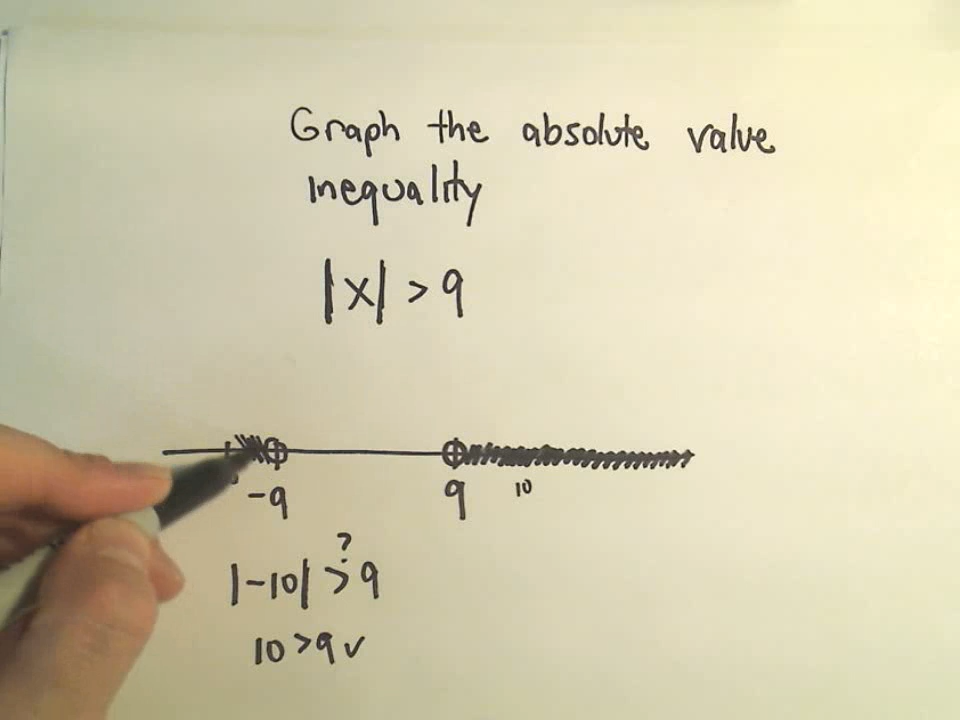 Graph the absolute value
inequality
|x| > 9
-9 9 10
?
|-10| > 9
10 > 9 ✓